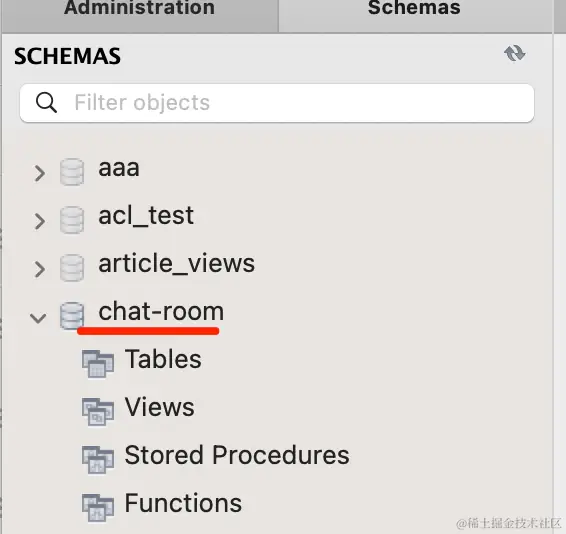 Administration
Schemas
SCHEMAS
Filter objects
aaa
acl_test
article_views
chat-room
Tables
Views
Stored Procedures
Functions
@稀土掘金技术社区